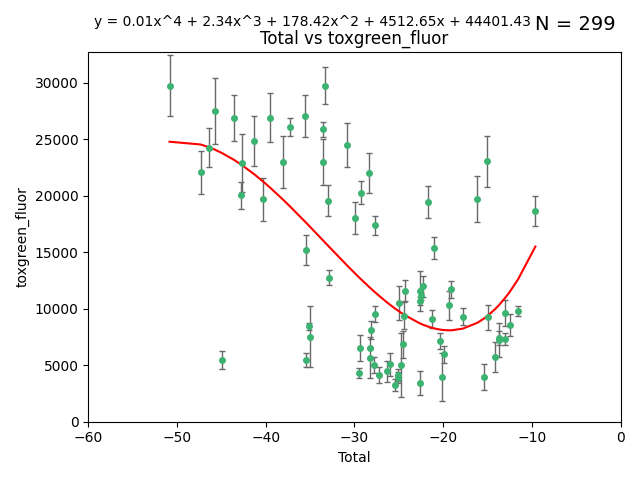 y = 0.01x^4 + 2.34x^3 + 178.42x^2 + 4512.65x + 44401.43 N = 299
Total vs toxgreen_fluor
30000
25000
20000
15000
10000
5000
0
toxgreen_fluor
−60 −50 −40 −30 −20 −10 0
Total